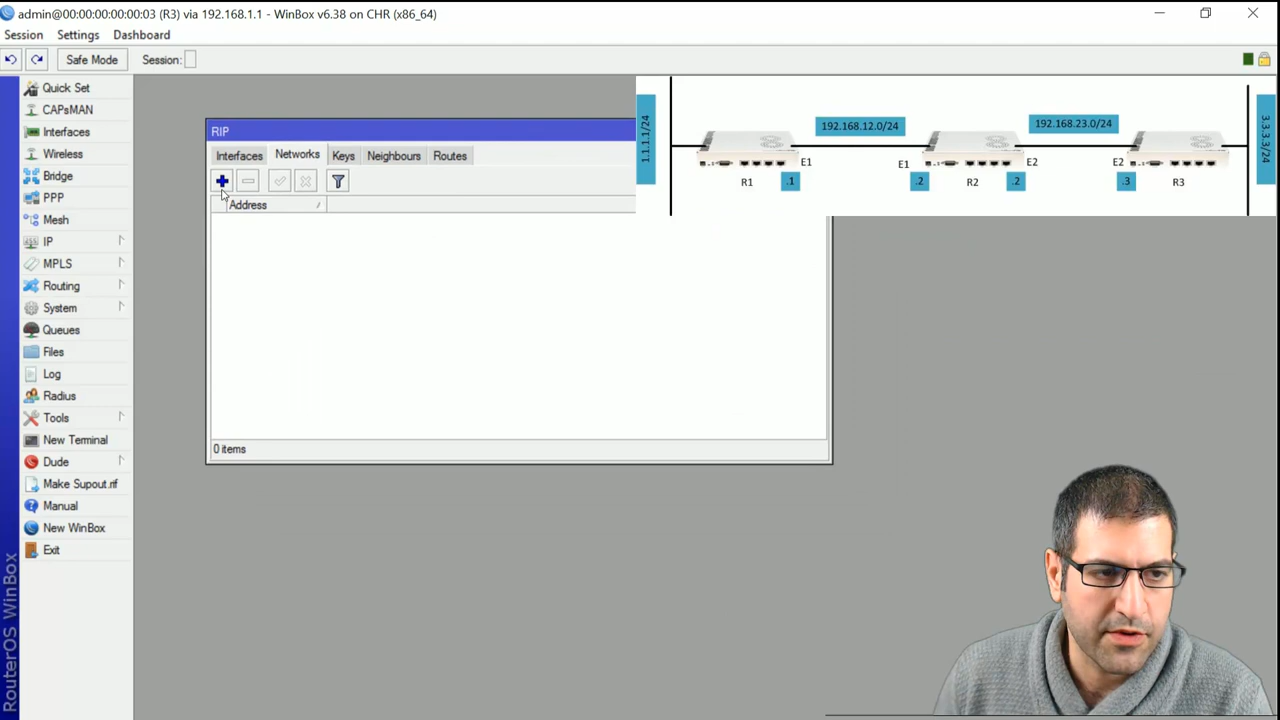 admin@00:00:00:00:00:03 (R3) via 192.168.1.1 - WinBox v6.38 on CHR (x86_64)
Session Settings Dashboard
Safe Mode Session:
Quick Set
CAPsMAN
Interfaces
Wireless
Bridge
PPP
Mesh
IP
MPLS
Routing
System
Queues
Files
Log
Radius
Tools
New Terminal
Dude
Make Supout.rif
Manual
New WinBox
Exit
RouterOS WinBox
RIP
Interfaces Networks Keys Neighbours Routes
Address
0 items
1.1.1.1/24
192.168.12.0/24
192.168.23.0/24
3.3.3.3/24
E1 E1 E2 E2
R1 .1 .2 R2 .2 .3 R3